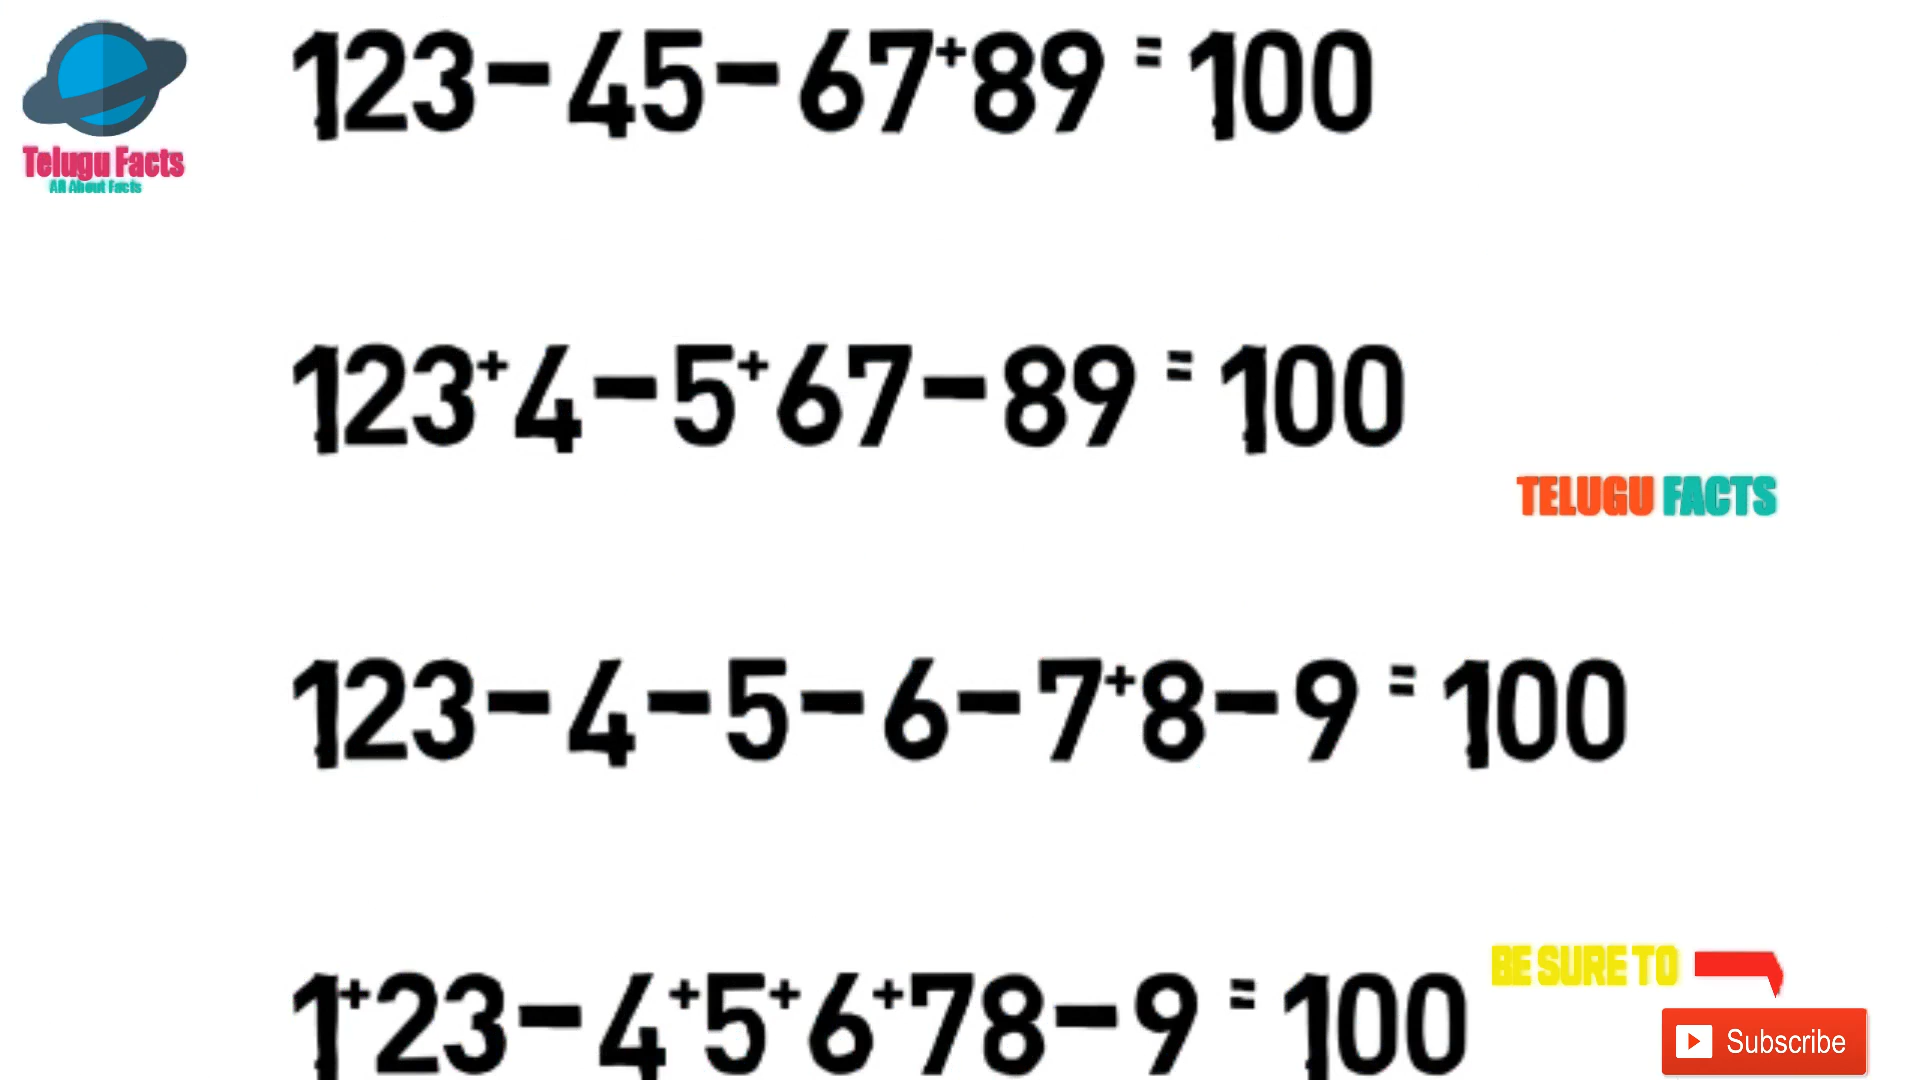 123-45-67+89 = 100
Telugu Facts
All About Facts
123+4-5+67-89 = 100
TELUGU FACTS
123-4-5-6-7+8-9 = 100
BE SURE TO
1+23-4+5+6+78-9 = 100
Subscribe